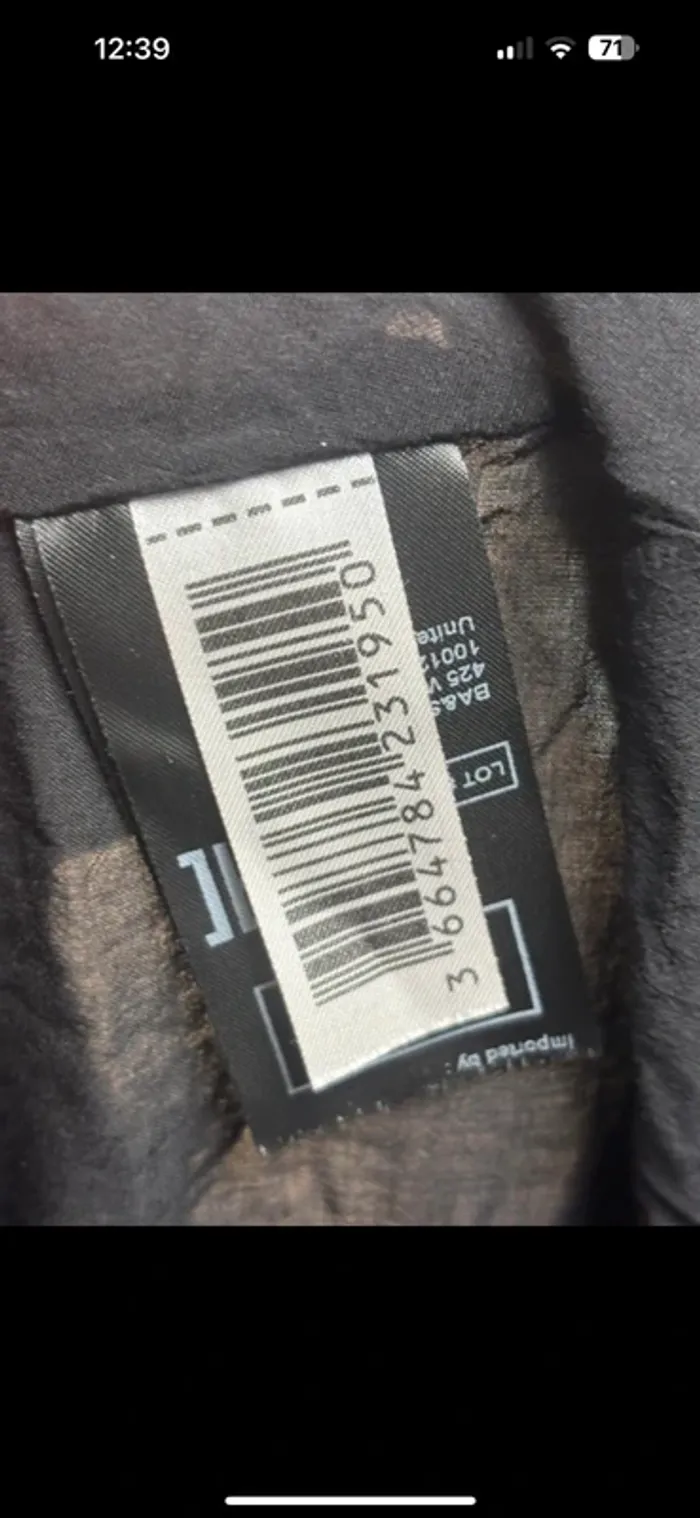 12:39
71
3 664784 231950
Imported by :
LOT
BA&S
425 W
1001
Unite